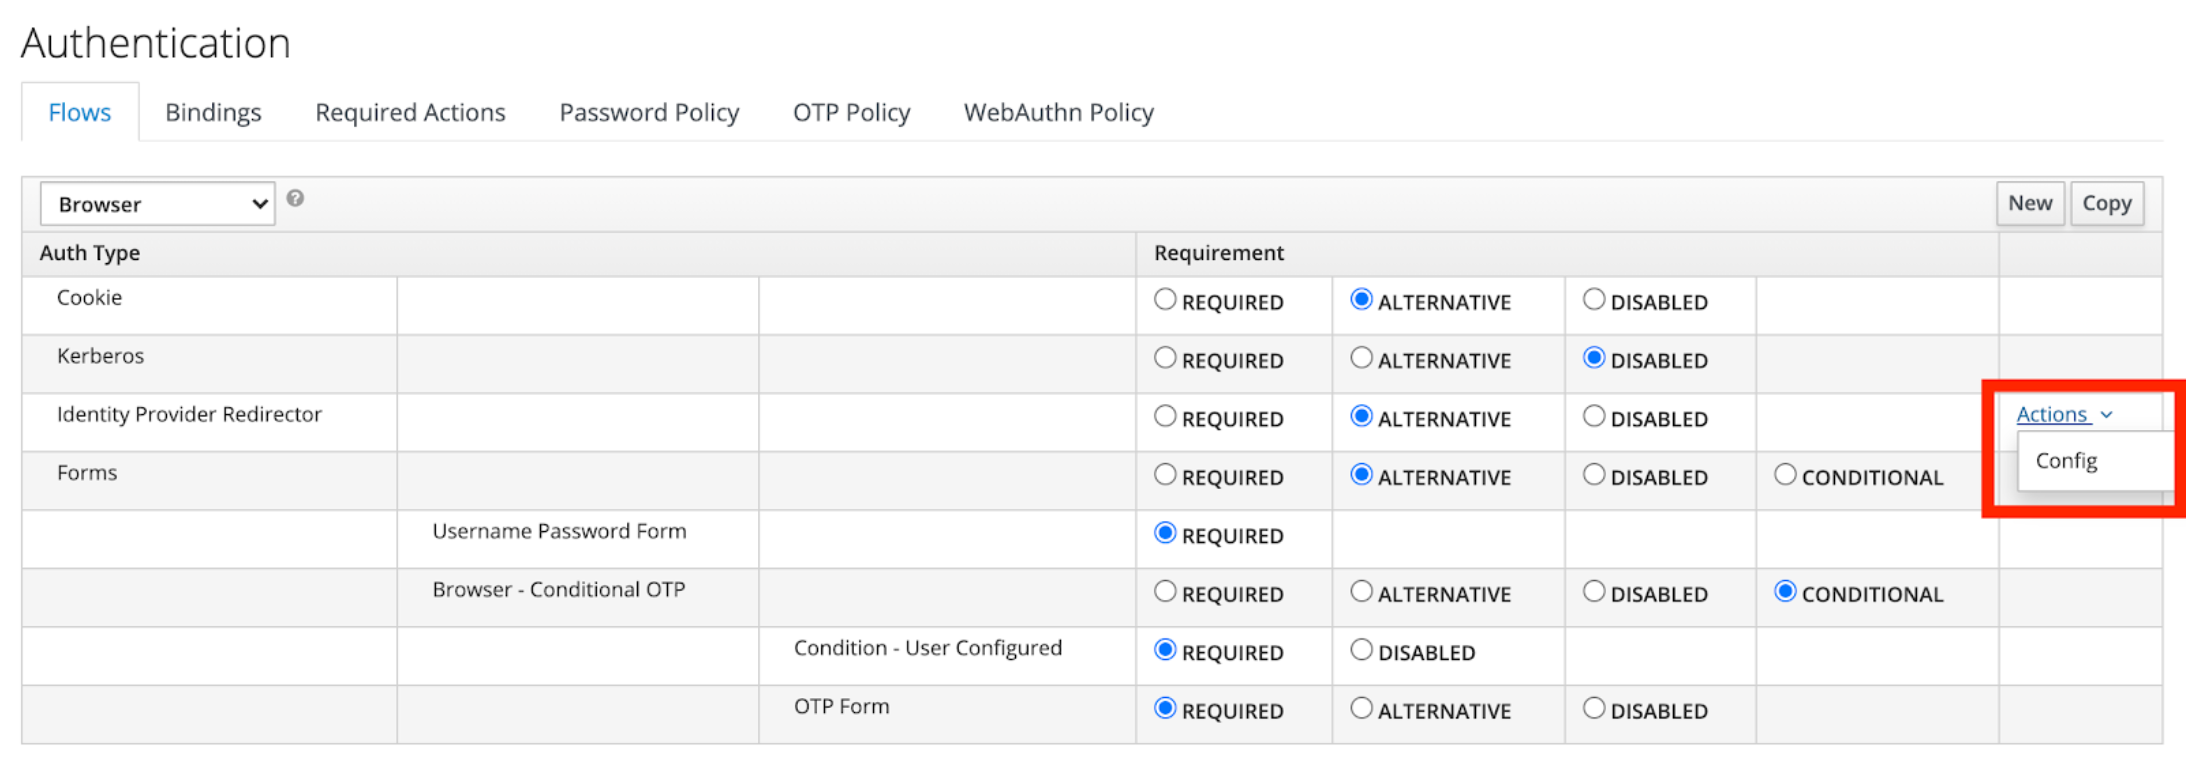 Authentication
Flows Bindings Required Actions Password Policy OTP Policy WebAuthn Policy
Browser New Copy
Auth Type Requirement
Cookie REQUIRED ALTERNATIVE DISABLED
Kerberos REQUIRED ALTERNATIVE DISABLED
Identity Provider Redirector REQUIRED ALTERNATIVE DISABLED Actions
Config
Forms REQUIRED ALTERNATIVE DISABLED CONDITIONAL
Username Password Form REQUIRED
Browser - Conditional OTP REQUIRED ALTERNATIVE DISABLED CONDITIONAL
Condition - User Configured REQUIRED DISABLED
OTP Form REQUIRED ALTERNATIVE DISABLED